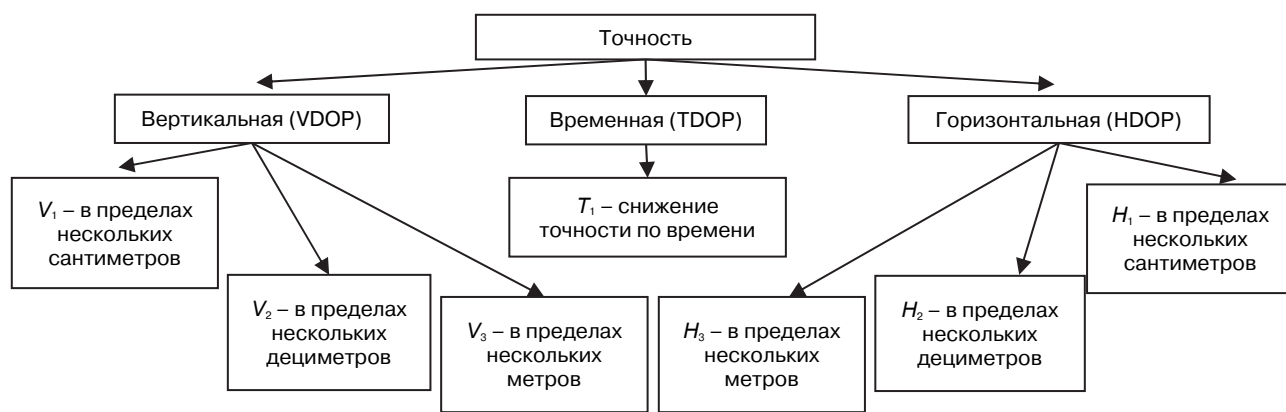 Точность
Вертикальная (VDOP)
Временная (TDOP)
Горизонтальная (HDOP)
V₁ – в пределах
нескольких
сантиметров
V₂ – в пределах
нескольких
дециметров
V₃ – в пределах
нескольких
метров
T₁ – снижение
точности по времени
H₃ – в пределах
нескольких
метров
H₂ – в пределах
нескольких
дециметров
H₁ – в пределах
нескольких
сантиметров